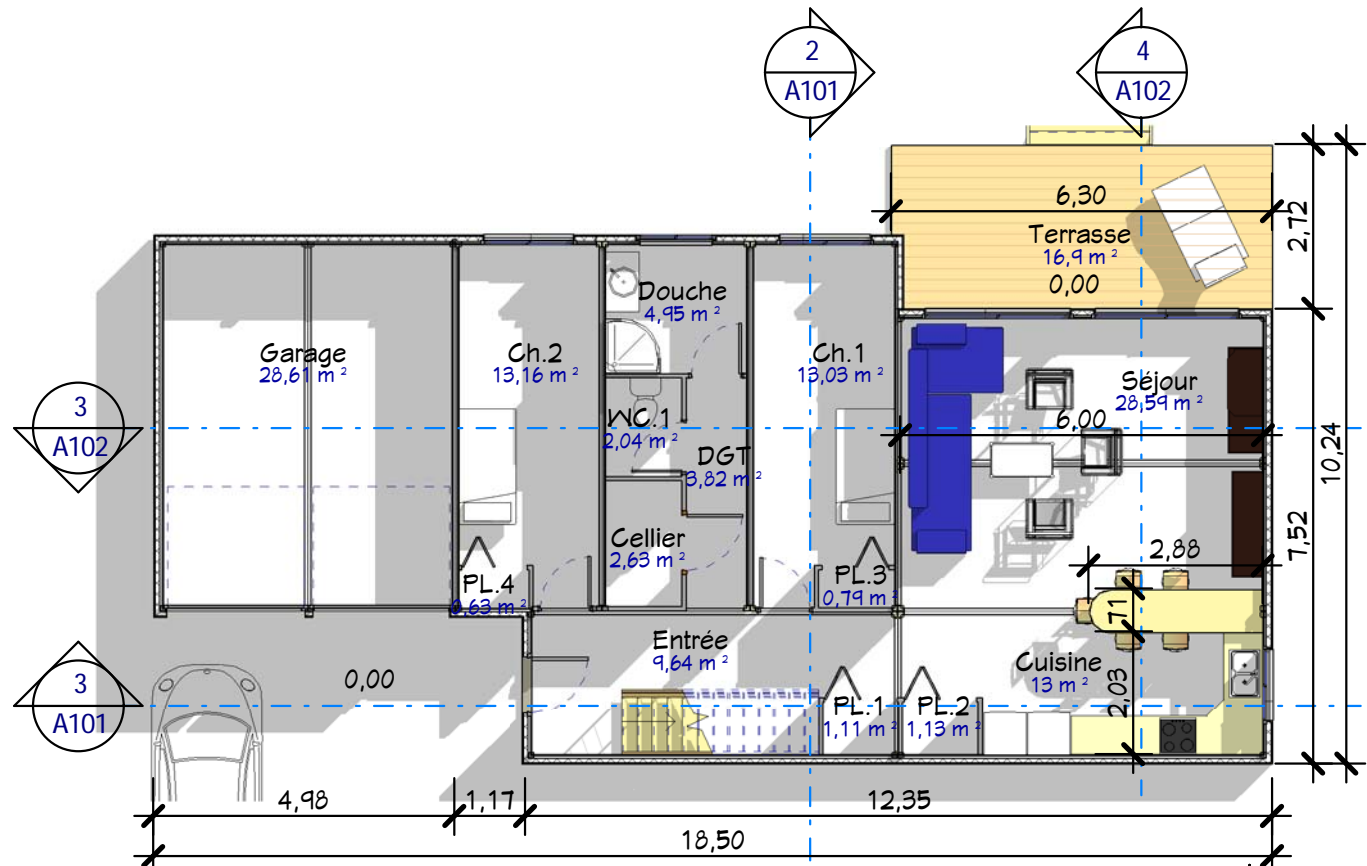 2
A101
4
A102
6,30
Terrasse
16,9 m²
0,00
2,72
Douche
4,95 m²
Garage
28,61 m²
Ch.2
13,16 m²
Ch.1
13,03 m²
Séjour
28,59 m²
6,00
3
A102
WC.1
2,04 m²
DGT
3,82 m²
10,24
7,52
Cellier
2,63 m²
2,88
PL.4
0,63 m²
PL.3
0,79 m²
71
Entrée
9,64 m²
Cuisine
13 m²
2,03
0,00
3
A101
PL.1
1,11 m²
PL.2
1,13 m²
4,98
1,17
12,35
18,50